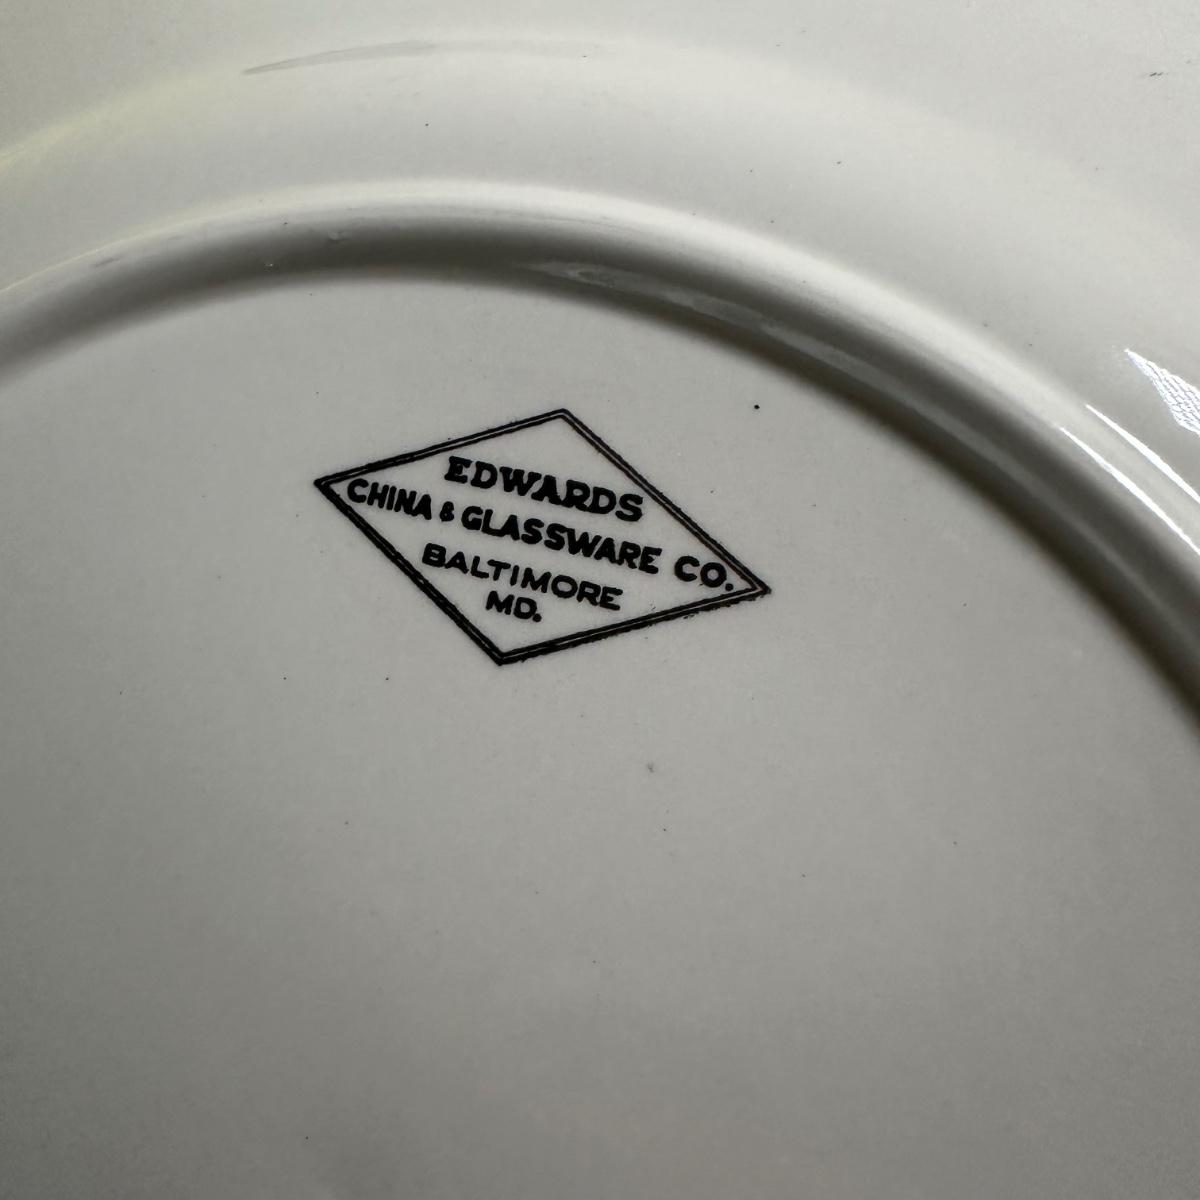 EDWARDS
CHINA & GLASSWARE CO.
BALTIMORE
MD.